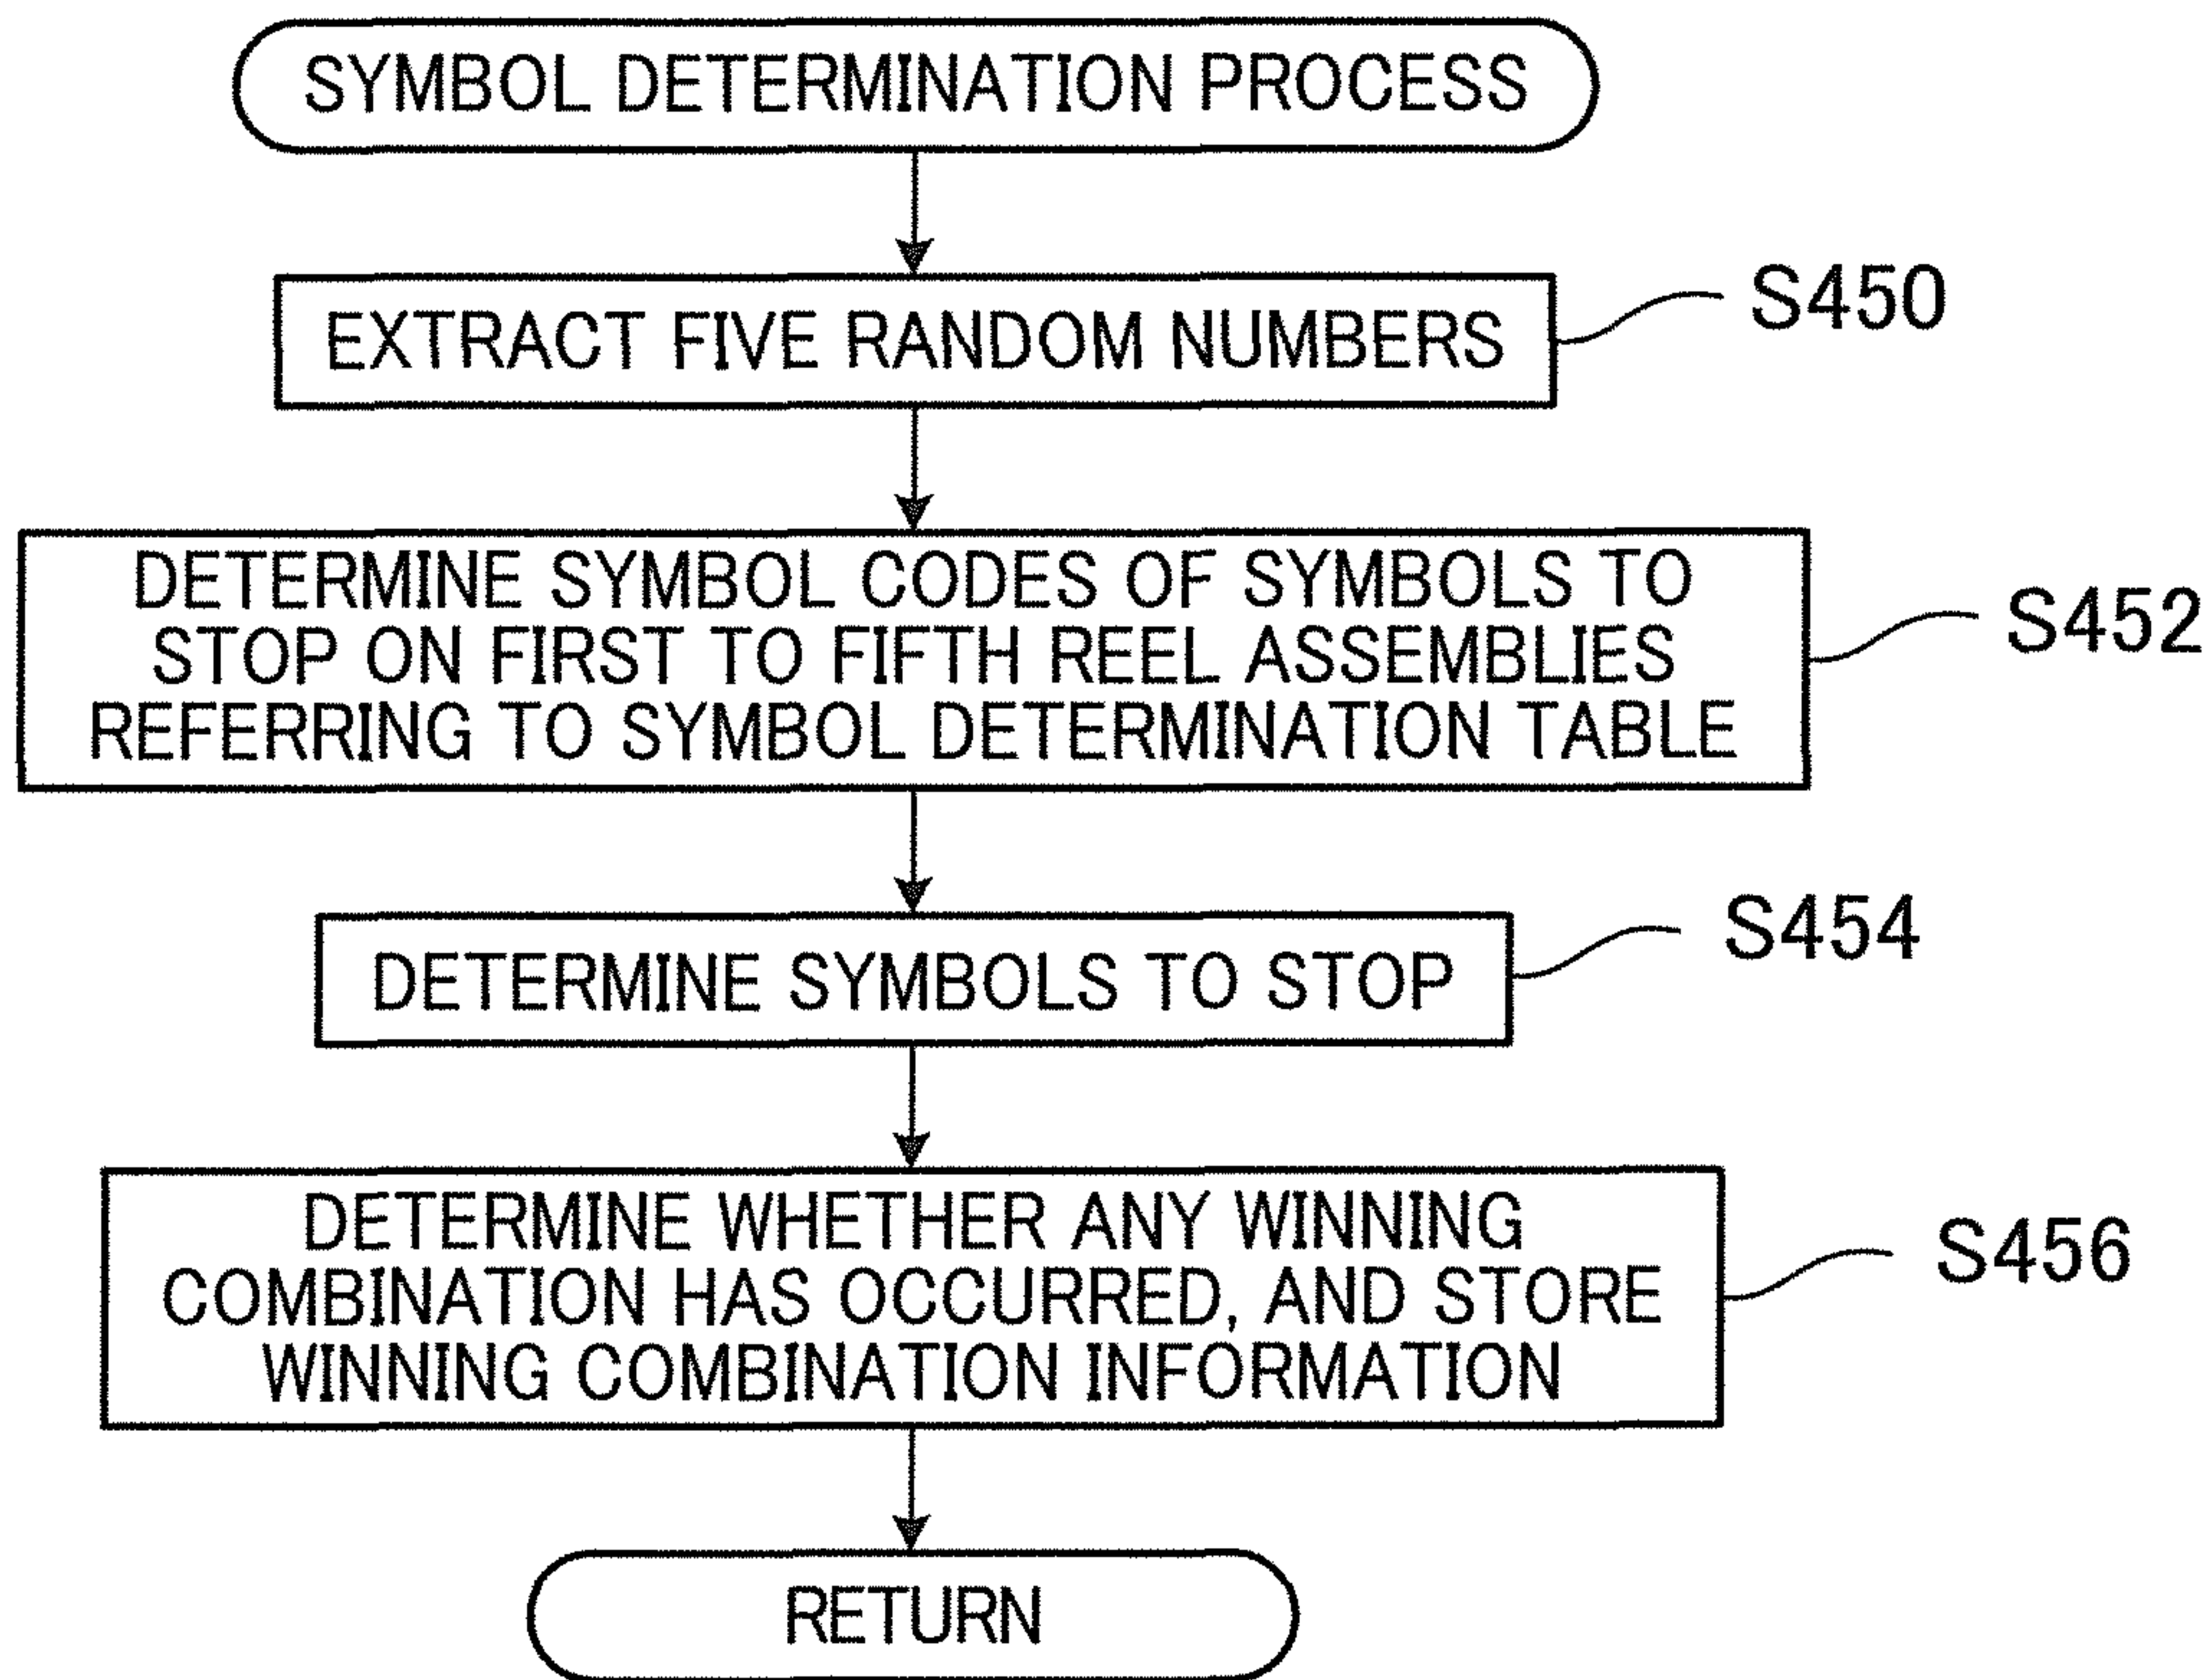 SYMBOL DETERMINATION PROCESS
EXTRACT FIVE RANDOM NUMBERS
S450
DETERMINE SYMBOL CODES OF SYMBOLS TO
STOP ON FIRST TO FIFTH REEL ASSEMBLIES
REFERRING TO SYMBOL DETERMINATION TABLE
S452
DETERMINE SYMBOLS TO STOP
S454
DETERMINE WHETHER ANY WINNING
COMBINATION HAS OCCURRED, AND STORE
WINNING COMBINATION INFORMATION
S456
RETURN